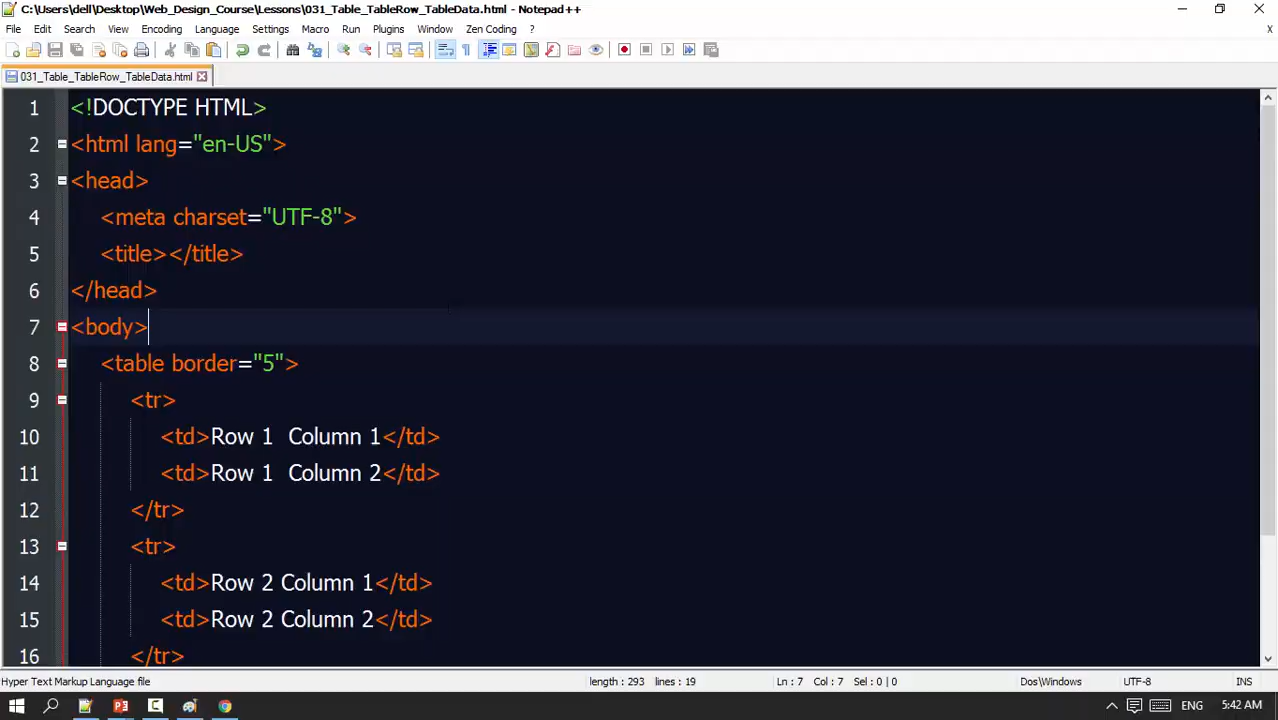 C:\Users\dell\Desktop\Web_Design_Course\Lessons\031_Table_TableRow_TableData.html - Notepad++
File Edit Search View Encoding Language Settings Macro Run Plugins Window Zen Coding ? X
031_Table_TableRow_TableData.html
1 <!DOCTYPE HTML>
2 <html lang="en-US">
3 <head>
4 <meta charset="UTF-8">
5 <title></title>
6 </head>
7 <body>
8 <table border="5">
9 <tr>
10 <td>Row 1  Column 1</td>
11 <td>Row 1  Column 2</td>
12 </tr>
13 <tr>
14 <td>Row 2 Column 1</td>
15 <td>Row 2 Column 2</td>
16 </tr>
Hyper Text Markup Language file length : 293 lines : 19 Ln : 7 Col : 7 Sel : 0 | 0 Dos\Windows UTF-8 INS
ENG 5:42 AM